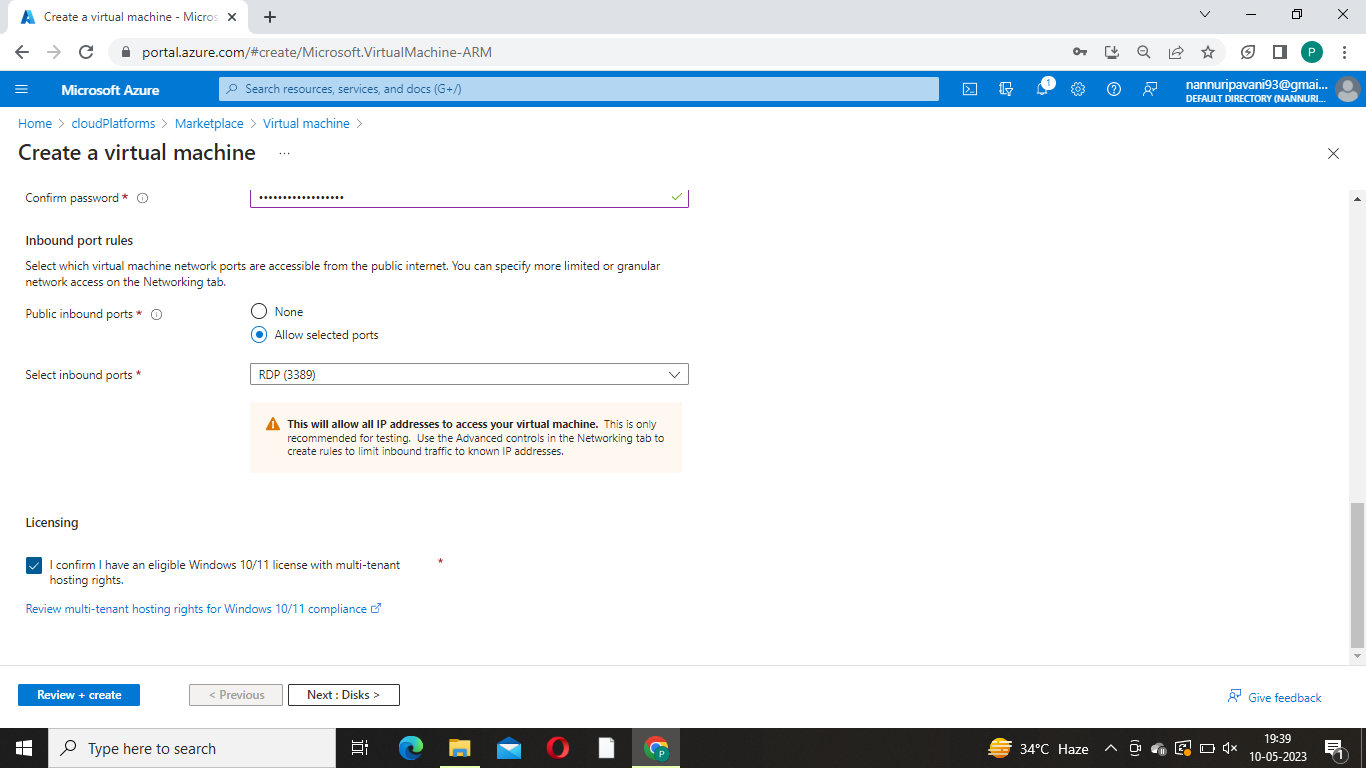 Create a virtual machine - Micros
portal.azure.com/#create/Microsoft.VirtualMachine-ARM
P
Microsoft Azure
Search resources, services, and docs (G+/)
1
nannuripavani93@gmai...
DEFAULT DIRECTORY (NANNURI...
Home > cloudPlatforms > Marketplace > Virtual machine >
Create a virtual machine ...
Confirm password *
••••••••••••••••••
Inbound port rules
Select which virtual machine network ports are accessible from the public internet. You can specify more limited or granular
network access on the Networking tab.
Public inbound ports *
None
Allow selected ports
Select inbound ports *
RDP (3389)
This will allow all IP addresses to access your virtual machine. This is only
recommended for testing. Use the Advanced controls in the Networking tab to
create rules to limit inbound traffic to known IP addresses.
Licensing
I confirm I have an eligible Windows 10/11 license with multi-tenant *
hosting rights.
Review multi-tenant hosting rights for Windows 10/11 compliance
Review + create
< Previous
Next : Disks >
Give feedback
Type here to search
P
34°C Haze
19:39
10-05-2023
1